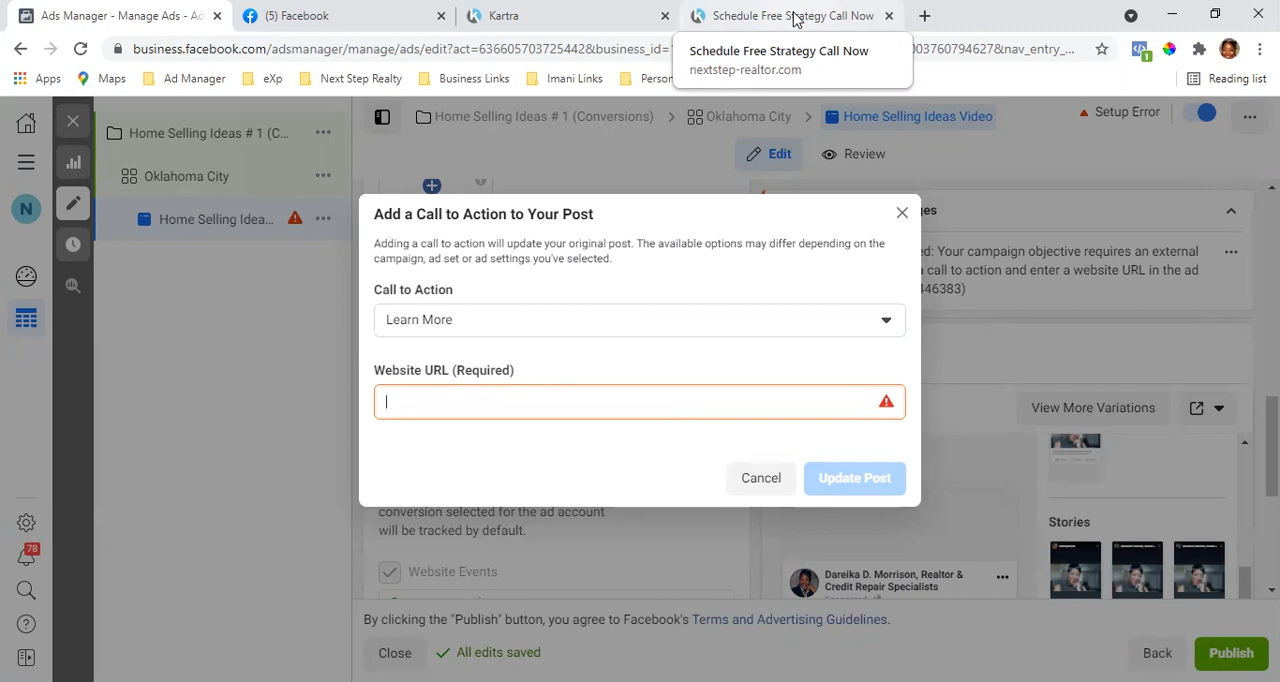 Ads Manager - Manage Ads - Ad
(5) Facebook
Kartra
Schedule Free Strategy Call Now
business.facebook.com/adsmanager/manage/ads/edit?act=636605703725442&business_id=
003760794627&nav_entry_...
Schedule Free Strategy Call Now
nextstep-realtor.com
Apps
Maps
Ad Manager
eXp
Next Step Realty
Business Links
Imani Links
Reading list
Home Selling Ideas # 1 (C...
Home Selling Ideas # 1 (Conversions)
Oklahoma City
Home Selling Ideas Video
Setup Error
Edit
Review
Oklahoma City
Home Selling Idea...
N
Add a Call to Action to Your Post
Adding a call to action will update your original post. The available options may differ depending on the
campaign, ad set or ad settings you've selected.
Call to Action
Learn More
Website URL (Required)
Cancel
Update Post
ed: Your campaign objective requires an external
a call to action and enter a website URL in the ad
446383)
View More Variations
Stories
conversion selected for the ad account
will be tracked by default.
Website Events
Dareika D. Morrison, Realtor &
Credit Repair Specialists
By clicking the "Publish" button, you agree to Facebook's Terms and Advertising Guidelines.
Close
All edits saved
Back
Publish
78
1